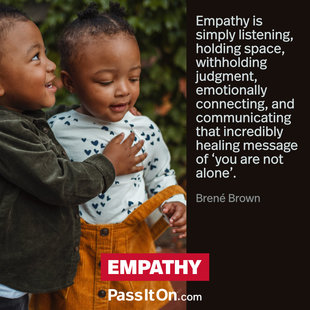 Empathy is
simply listening,
holding space,
withholding
judgment,
emotionally
connecting, and
communicating
that incredibly
healing message
of ‘you are not
alone’.
Brené Brown
EMPATHY
PassItOn.com